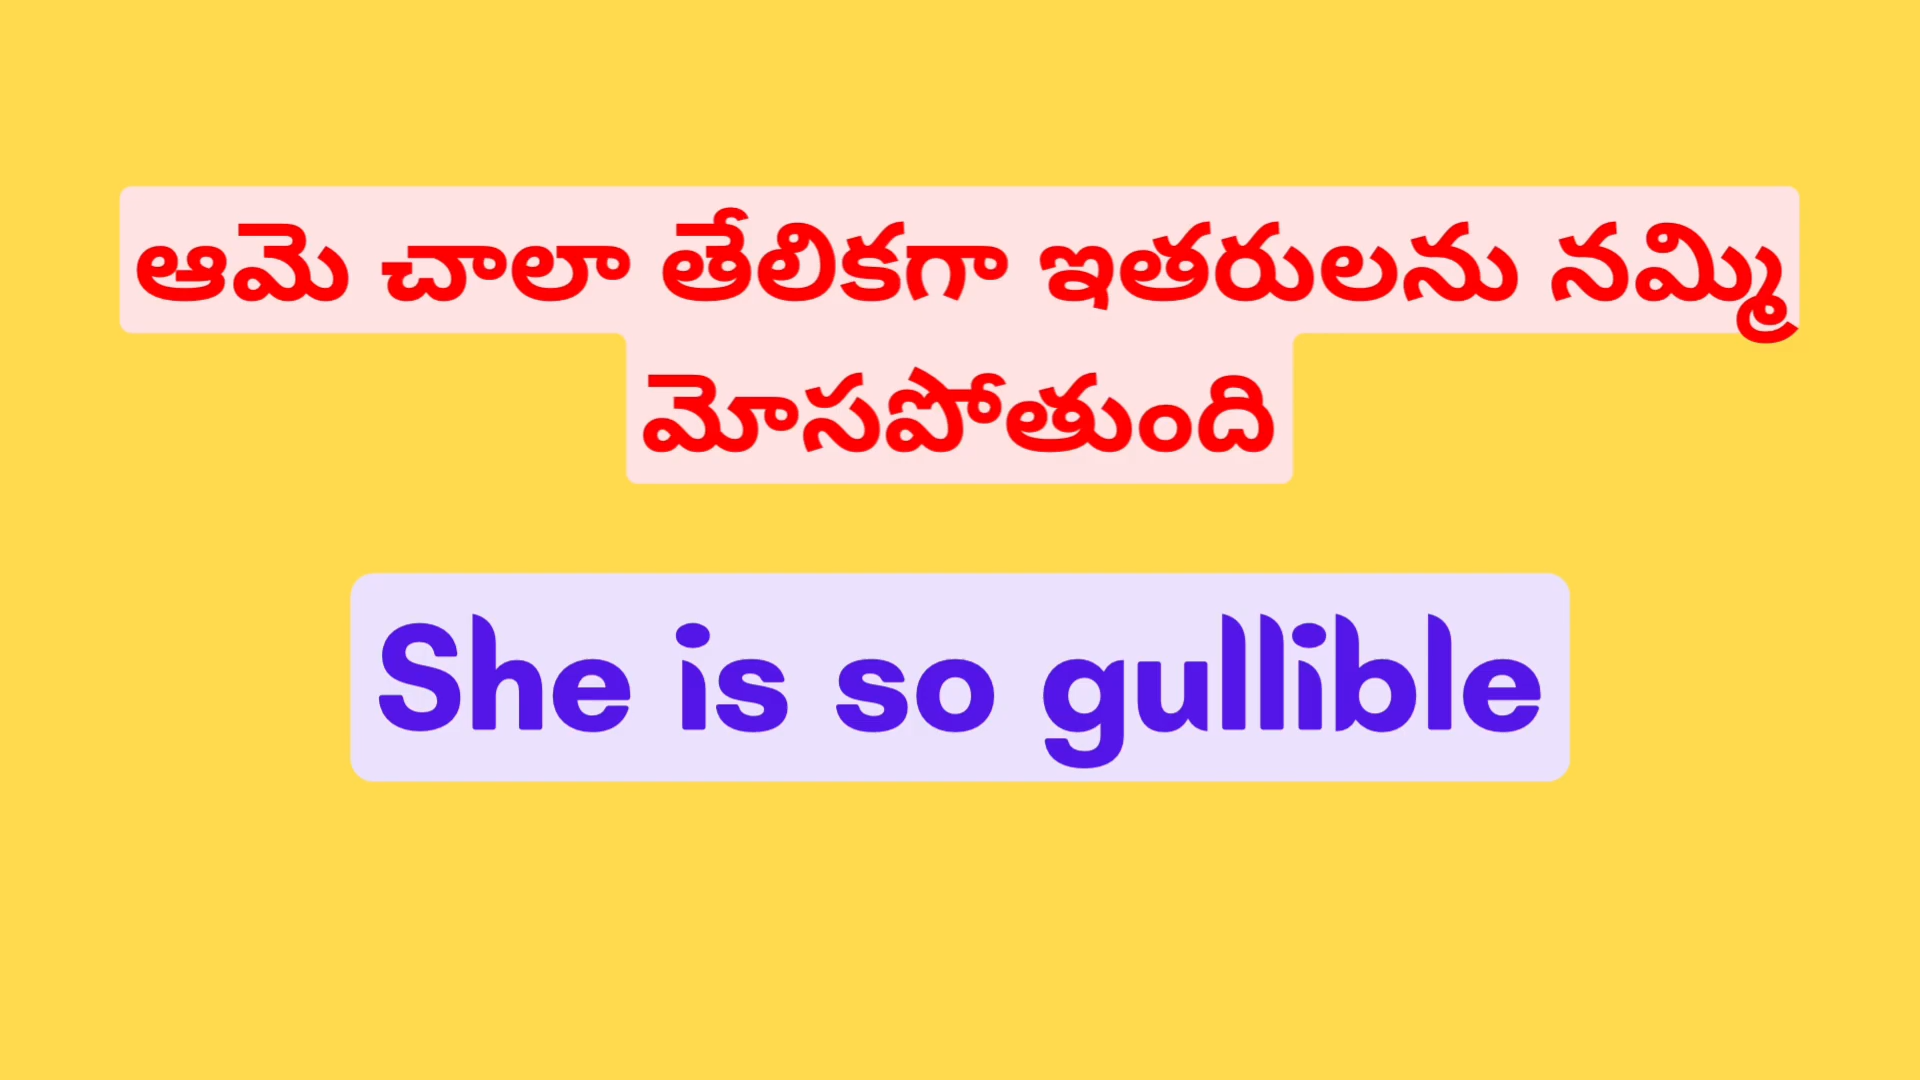 ఆమె చాలా తేలికగా ఇతరులను నమ్మి
మోసపోతుంది
She is so gullible